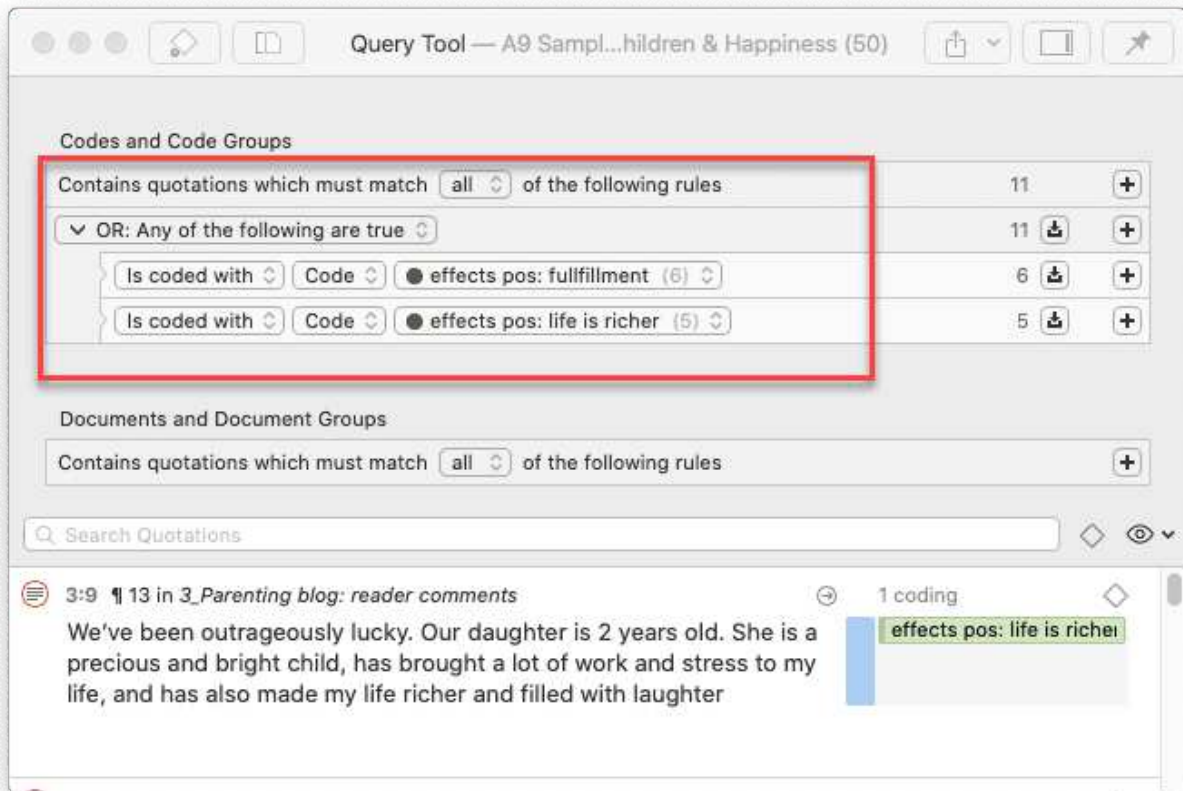 Query Tool — A9 Sampl...hildren & Happiness (50)
Codes and Code Groups
Contains quotations which must match all of the following rules 11
OR: Any of the following are true 11
Is coded with Code effects pos: fullfillment (6) 6
Is coded with Code effects pos: life is richer (5) 5
Documents and Document Groups
Contains quotations which must match all of the following rules
Search Quotations
3:9 ¶ 13 in 3_Parenting blog: reader comments 1 coding
We've been outrageously lucky. Our daughter is 2 years old. She is a effects pos: life is richer
precious and bright child, has brought a lot of work and stress to my
life, and has also made my life richer and filled with laughter